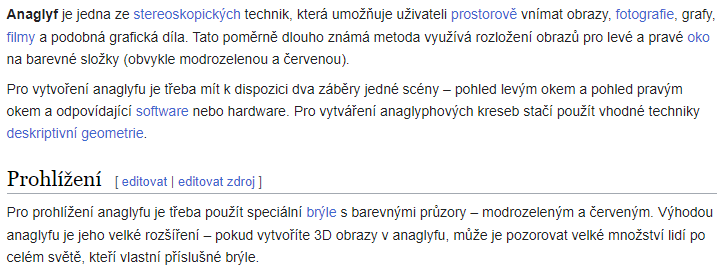 Anaglyf je jedna ze stereoskopických technik, která umožňuje uživateli prostorově vnímat obrazy, fotografie, grafy,
filmy a podobná grafická díla. Tato poměrně dlouho známá metoda využívá rozložení obrazů pro levé a pravé oko
na barevné složky (obvykle modrozelenou a červenou).
Pro vytvoření anaglyfu je třeba mít k dispozici dva záběry jedné scény – pohled levým okem a pohled pravým
okem a odpovídající software nebo hardware. Pro vytváření anaglyphových kreseb stačí použít vhodné techniky
deskriptivní geometrie.
Prohlížení [ editovat | editovat zdroj ]
Pro prohlížení anaglyfu je třeba použít speciální brýle s barevnými průzory – modrozeleným a červeným. Výhodou
anaglyfu je jeho velké rozšíření – pokud vytvoříte 3D obrazy v anaglyfu, může je pozorovat velké množství lidí po
celém světě, kteří vlastní příslušné brýle.